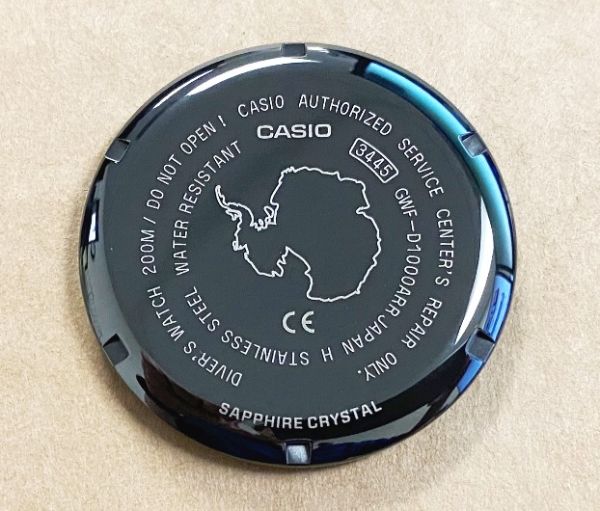 DIVER'S WATCH 200M / DO NOT OPEN ! CASIO AUTHORIZED SERVICE CENTER'S REPAIR ONLY.
CASIO
3445
GWF-D1000ARR JAPAN H STAINLESS STEEL WATER RESISTANT
CE
SAPPHIRE CRYSTAL